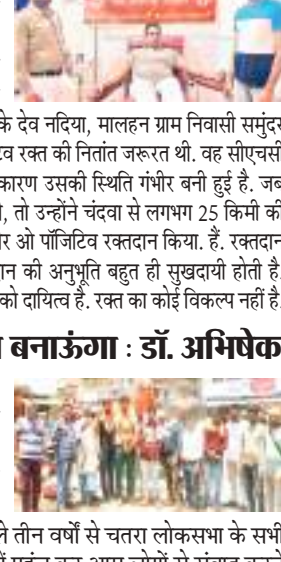 के देव नदिया, मालहन ग्राम निवासी समुंदर
व रक्त की नितांत जरूरत थी. वह सीएचसी
कारण उसकी स्थिति गंभीर बनी हुई है. जब
, तो उन्होंने चंदवा से लगभग 25 किमी की
र ओ पॉजिटिव रक्तदान किया. हैं. रक्तदान
ान की अनुभूति बहुत ही सुखदायी होती है.
को दायित्व है. रक्त का कोई विकल्प नहीं है.
बनाऊंगा : डॉ. अभिषेक
ले तीन वर्षों से चतरा लोकसभा के सभी